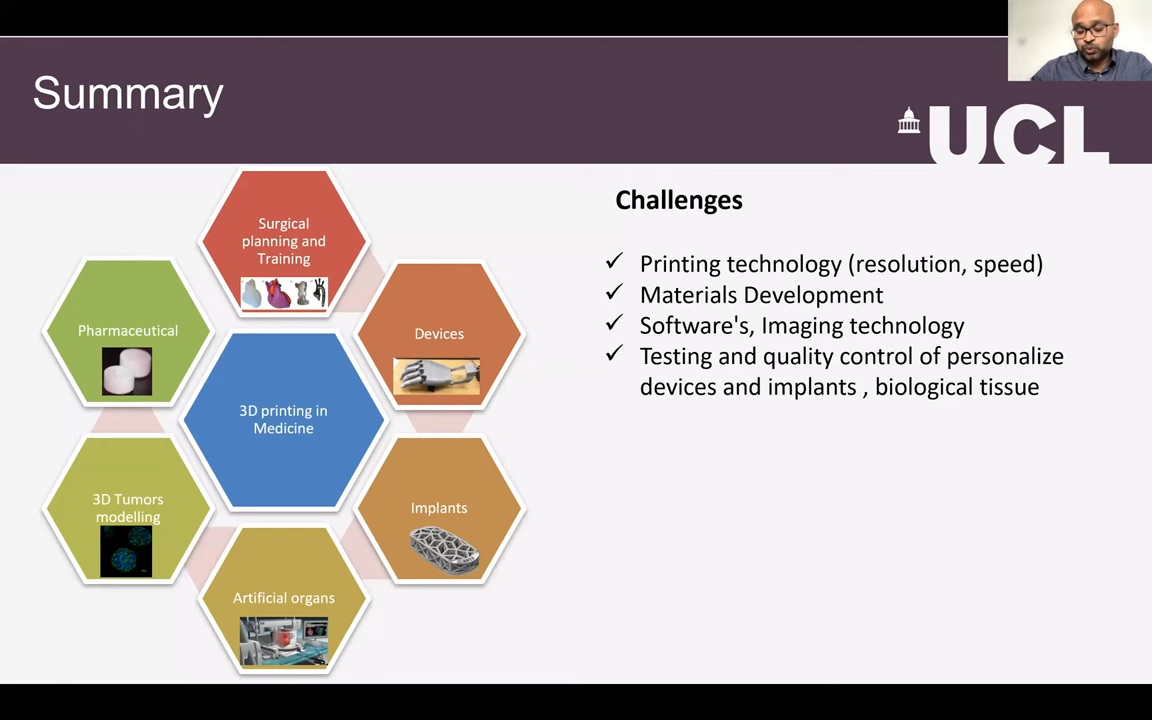 Summary
UCL
Surgical
planning and
Training
Pharmaceutical
Devices
3D printing in
Medicine
3D Tumors
modelling
Implants
Artificial organs
Challenges
✓ Printing technology (resolution, speed)
✓ Materials Development
✓ Software's, Imaging technology
✓ Testing and quality control of personalize
devices and implants , biological tissue